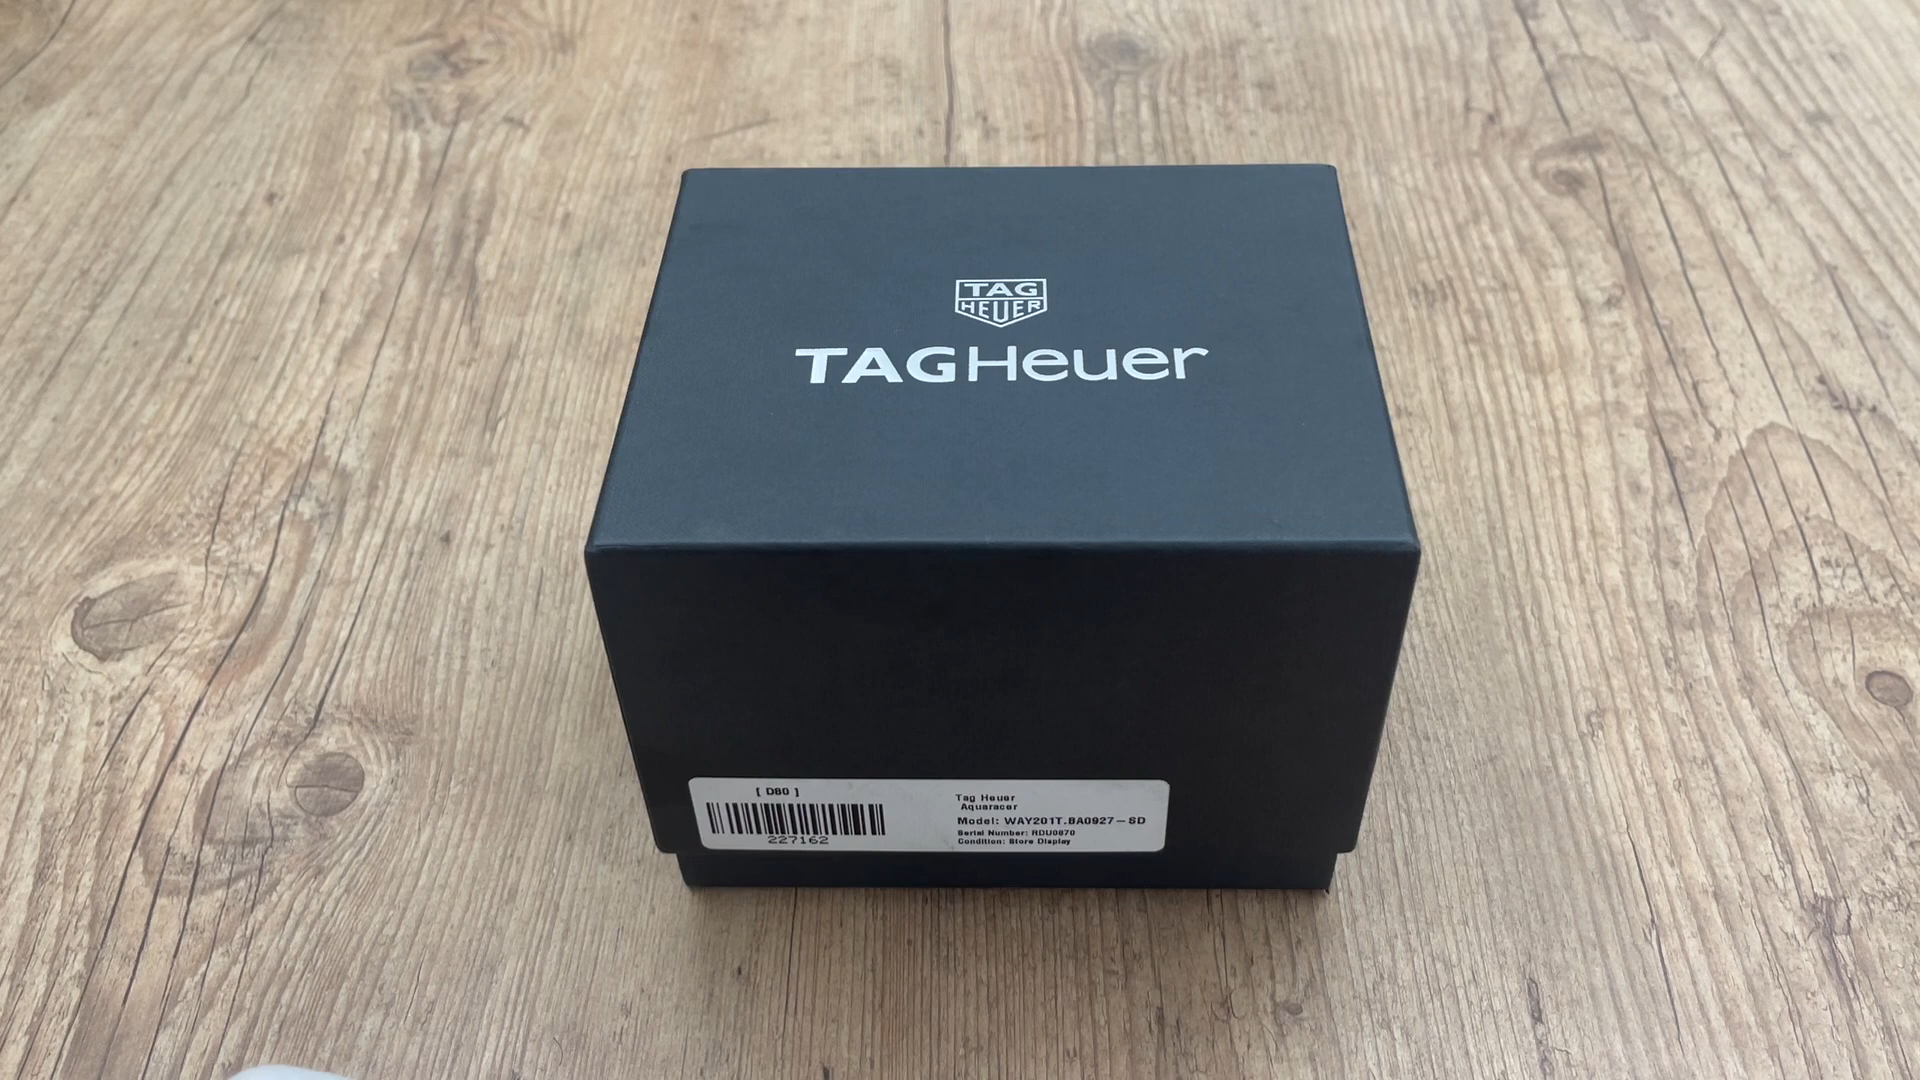 TAG
HEUER
TAGHeuer
[ D80 ]
227162
Tag Heuer
Aquaracer
Model: WAY201T.BA0927-SD
Serial Number: RDU0870
Condition: Store Display